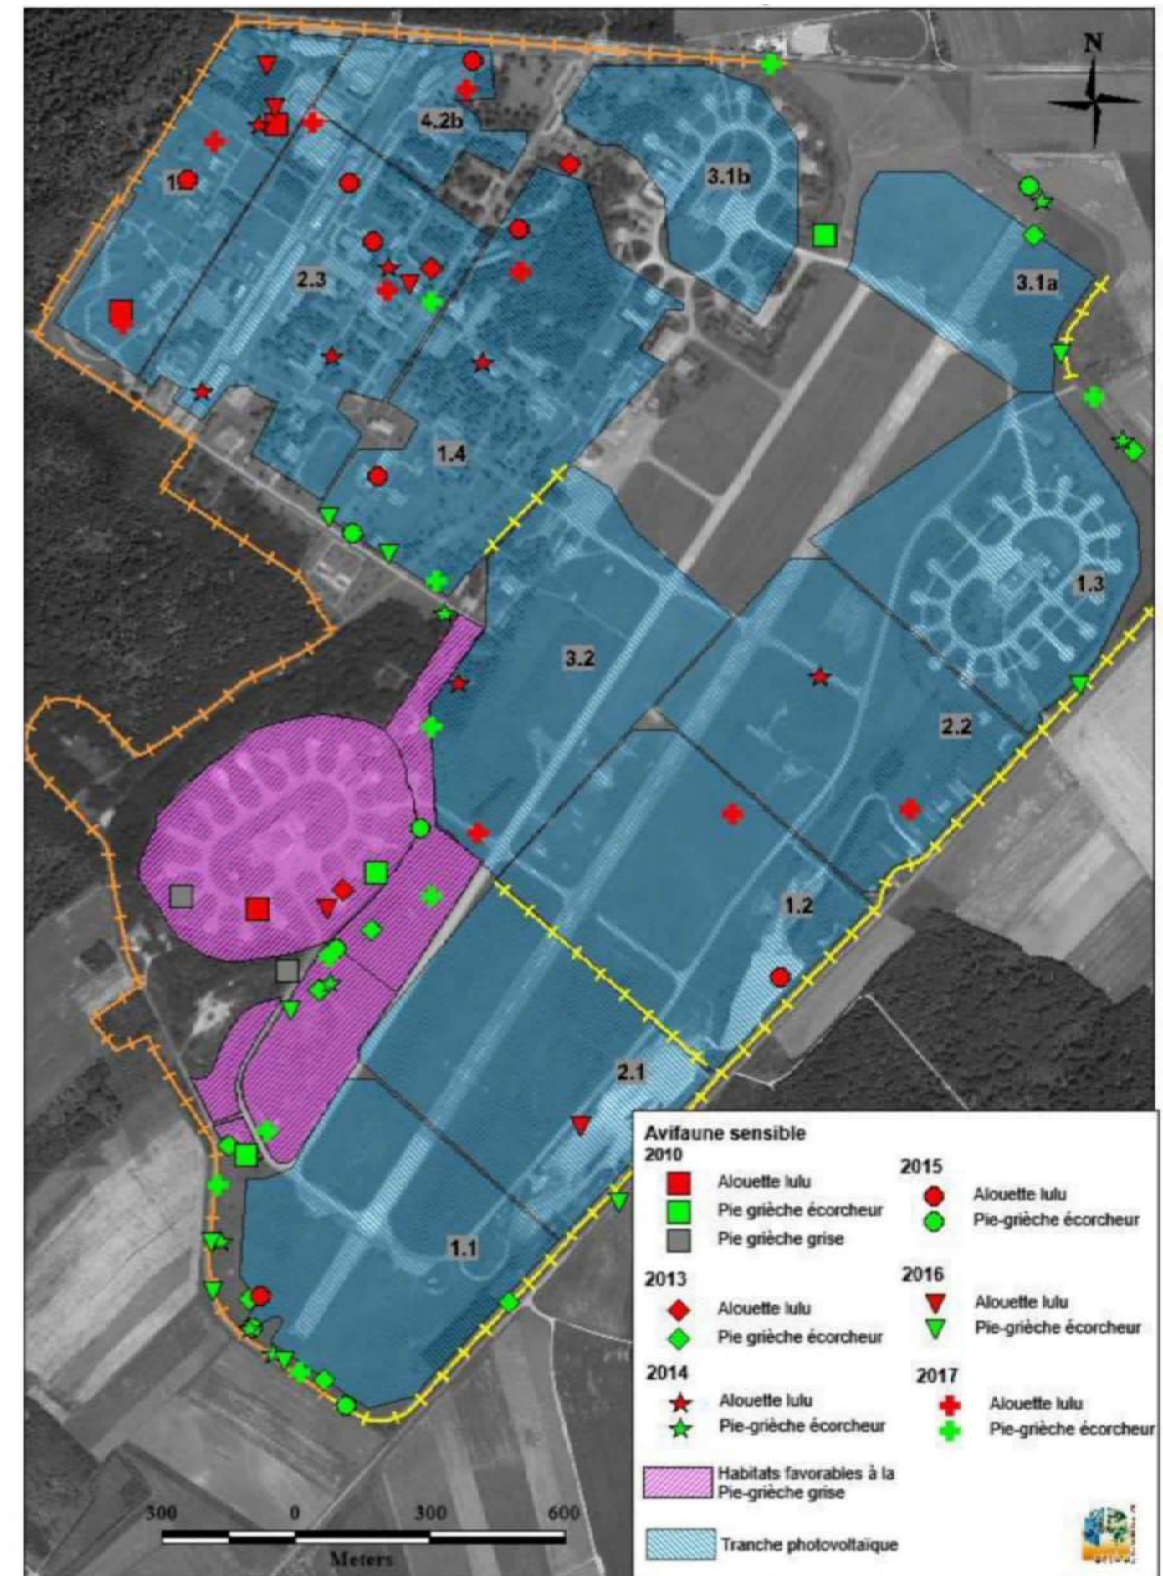 N
4.2b
3.1b
1.
2.3
3.1a
1.4
1.3
3.2
2.2
1.2
2.1
1.1
Avifaune sensible
2010
Alouette lulu
Pie grièche écorcheur
Pie grièche grise
2013
Alouette lulu
Pie grièche écorcheur
2014
Alouette lulu
Pie-grièche écorcheur
2015
Alouette lulu
Pie-grièche écorcheur
2016
Alouette lulu
Pie-grièche écorcheur
2017
Alouette lulu
Pie-grièche écorcheur
Habitats favorables à la
Pie-grièche grise
Tranche photovoltaïque
300 0 300 600
Meters